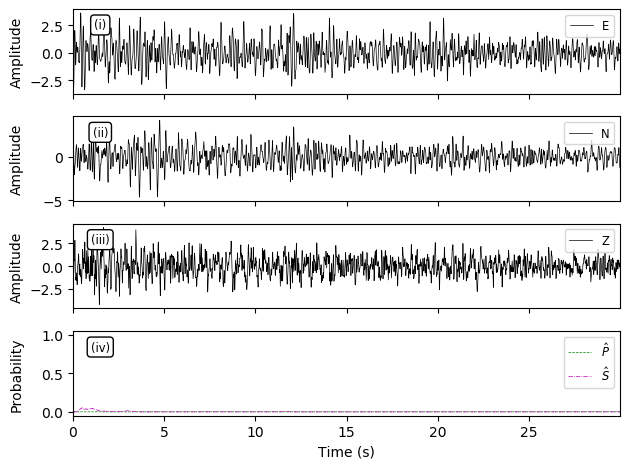 (i)
E
Amplitude
2.5
0.0
−2.5
(ii)
N
Amplitude
0
−5
(iii)
Z
Amplitude
2.5
0.0
−2.5
(iv)
P̂
Ŝ
Probability
1.0
0.5
0.0
0 5 10 15 20 25
Time (s)